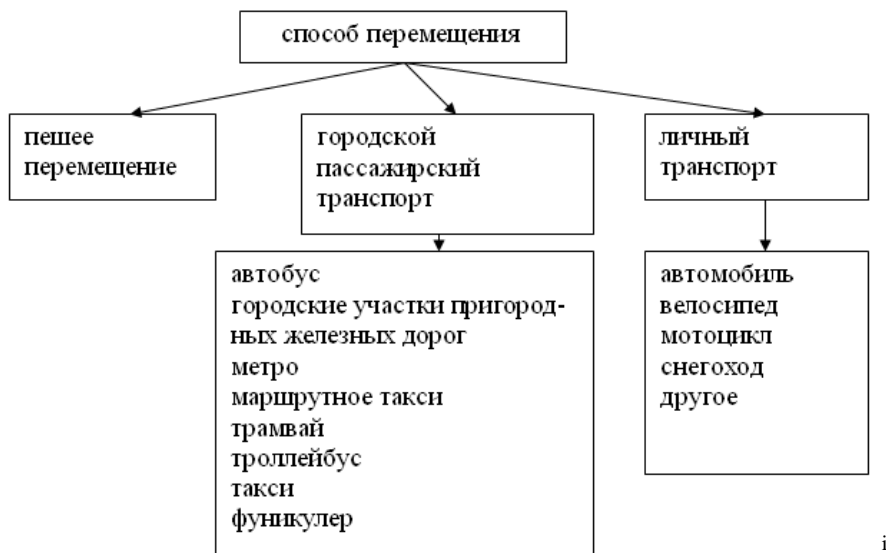 способ перемещения
пешее
перемещение
городской
пассажирский
транспорт
личный
транспорт
автобус
городские участки пригород-
ных железных дорог
метро
маршрутное такси
трамвай
троллейбус
такси
фуникулер
автомобиль
велосипед
мотоцикл
снегоход
другое
i